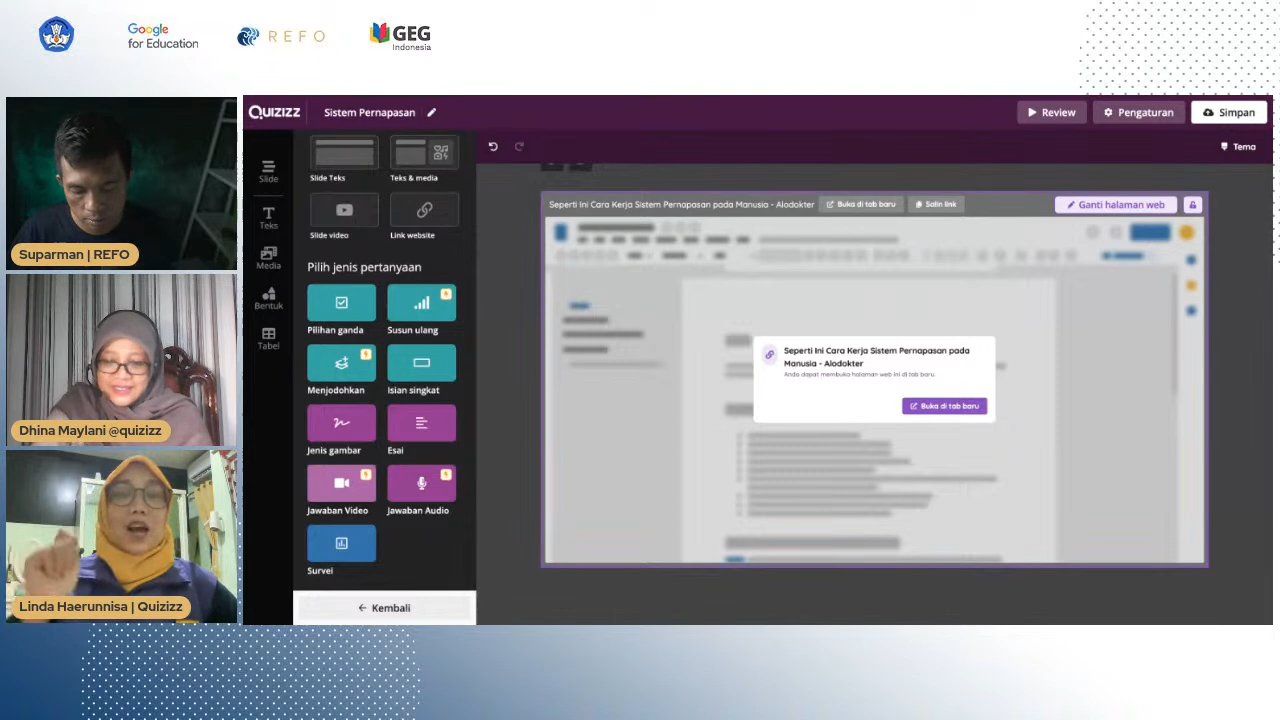 Google
for Education
REFO
GEG
Indonesia
Suparman | REFO
Dhina Maylani @quizizz
Linda Haerunnisa | Quizizz
QUIZIZZ
Sistem Pernapasan
Review
Pengaturan
Simpan
Tema
Slide
Teks
Media
Bentuk
Tabel
Slide Teks
Teks & media
Slide video
Link website
Pilih jenis pertanyaan
Pilihan ganda
Susun ulang
Menjodohkan
Isian singkat
Jenis gambar
Esai
Jawaban Video
Jawaban Audio
Survei
Kembali
Seperti Ini Cara Kerja Sistem Pernapasan pada Manusia - Alodokter
Buka di tab baru
Salin link
Ganti halaman web
Seperti Ini Cara Kerja Sistem Pernapasan pada
Manusia - Alodokter
Anda dapat membuka halaman web ini di tab baru.
Buka di tab baru